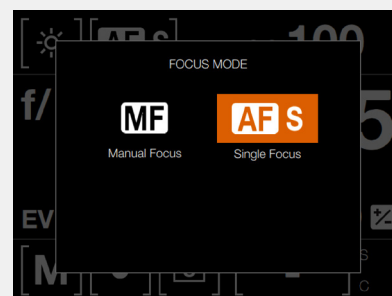 AF S
100
FOCUS MODE
f/
MF
AF S
5
Manual Focus
Single Focus
EV
M
S
C